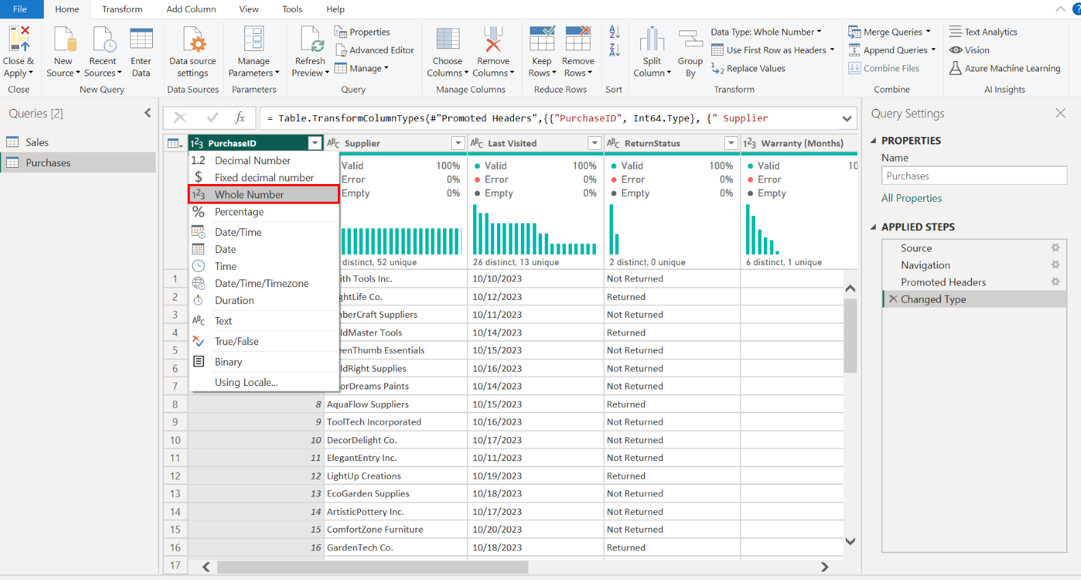 File Home Transform Add Column View Tools Help
Close & Apply
New Source
Recent Sources
Enter Data
Data source settings
Manage Parameters
Refresh Preview
Properties
Advanced Editor
Manage
Choose Columns
Remove Columns
Keep Rows
Remove Rows
Split Column
Group By
Data Type: Whole Number
Use First Row as Headers
Replace Values
Merge Queries
Append Queries
Combine Files
Text Analytics
Vision
Azure Machine Learning
Close New Query Data Sources Parameters Query Manage Columns Reduce Rows Sort Transform Combine AI Insights
Queries [2]
Sales
Purchases
fx = Table.TransformColumnTypes(#"Promoted Headers",{{"PurchaseID", Int64.Type}, {" Supplier
123 PurchaseID ABC Supplier ABC Last Visited ABC ReturnStatus 123 Warranty (Months)
1.2 Decimal Number
$ Fixed decimal number
123 Whole Number
% Percentage
Date/Time
Date
Time
Date/Time/Timezone
Duration
ABC Text
True/False
Binary
Using Locale...
Valid 100% Valid 100% Valid 100% Valid 10
Error 0% Error 0% Error 0% Error
Empty 0% Empty 0% Empty 0% Empty
distinct, 52 unique 26 distinct, 13 unique 2 distinct, 0 unique 6 distinct, 1 unique
1 ith Tools Inc. 10/10/2023 Not Returned
2 ghtLife Co. 10/12/2023 Returned
3 mberCraft Suppliers 10/11/2023 Not Returned
4 ldMaster Tools 10/14/2023 Returned
5 eenThumb Essentials 10/15/2023 Not Returned
6 ldRight Supplies 10/16/2023 Not Returned
7 orDreams Paints 10/14/2023 Not Returned
8 8 AquaFlow Suppliers 10/15/2023 Returned
9 9 ToolTech Incorporated 10/16/2023 Not Returned
10 10 DecorDelight Co. 10/17/2023 Not Returned
11 11 ElegantEntry Inc. 10/11/2023 Not Returned
12 12 LightUp Creations 10/19/2023 Returned
13 13 EcoGarden Supplies 10/18/2023 Not Returned
14 14 ArtisticPottery Inc. 10/17/2023 Not Returned
15 15 ComfortZone Furniture 10/20/2023 Not Returned
16 16 GardenTech Co. 10/18/2023 Returned
17
Query Settings
PROPERTIES
Name
Purchases
All Properties
APPLIED STEPS
Source
Navigation
Promoted Headers
Changed Type